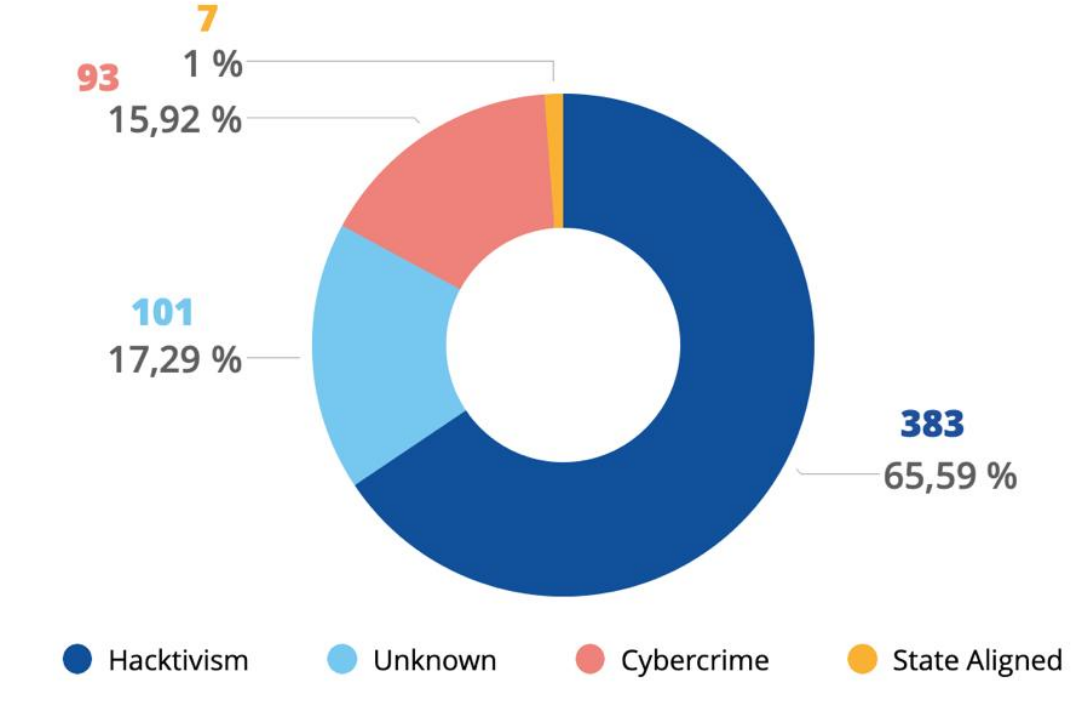 7
1 %
93
15,92 %
101
17,29 %
383
65,59 %
Hacktivism
Unknown
Cybercrime
State Aligned